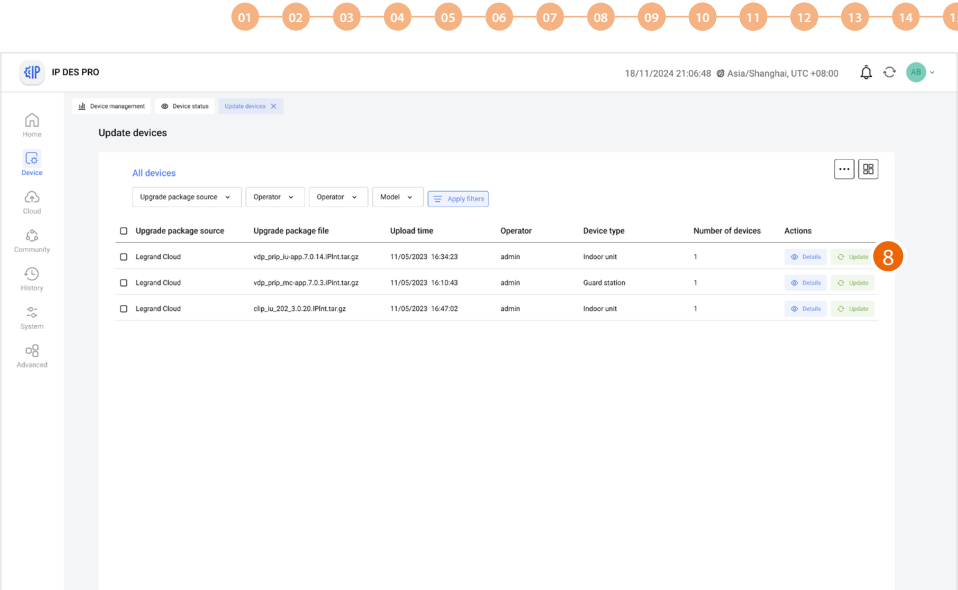 01 02 03 04 05 06 07 08 09 10 11 12 13 14
IP IP DES PRO 18/11/2024 21:06:48 Asia/Shanghai, UTC +08:00 AB
Device management Device status Update devices
Home
Update devices
Device
All devices
Upgrade package source Operator Operator Model Apply filters
Cloud
Upgrade package source Upgrade package file Upload time Operator Device type Number of devices Actions
Community
Legrand Cloud vdp_prip_iu-app.7.0.14.IPInt.tar.gz 11/05/2023 16:34:23 admin Indoor unit 1 Details Update 8
Legrand Cloud vdp_prip_mc-app.7.0.3.IPint.tar.gz 11/05/2023 16:10:43 admin Guard station 1 Details Update
History
Legrand Cloud clip_iu_202_3.0.20.IPInt.tar.gz 11/05/2023 16:47:02 admin Indoor unit 1 Details Update
System
Advanced